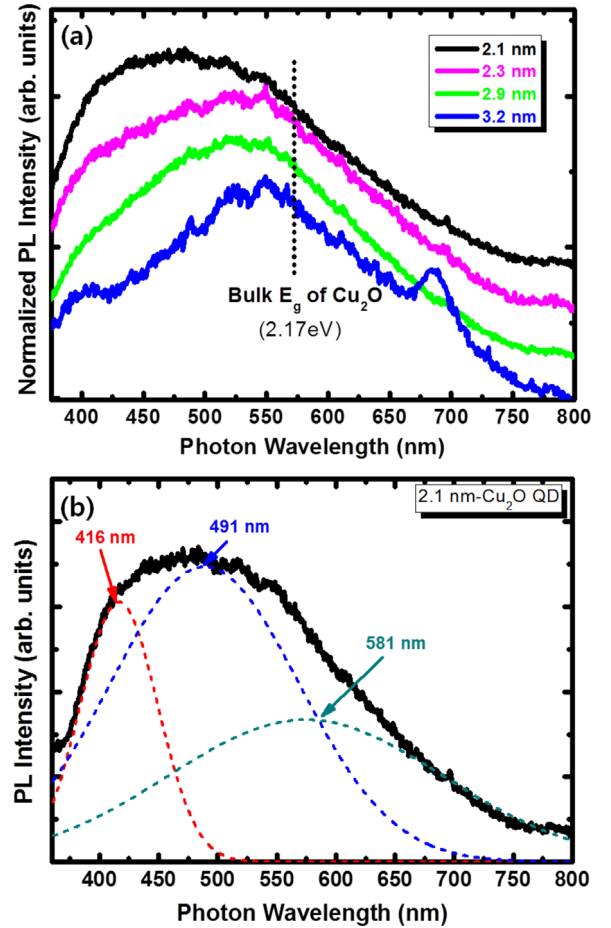 (a)
2.1 nm
2.3 nm
2.9 nm
3.2 nm
Normalized PL Intensity (arb. units)
Bulk Eg of Cu2O
(2.17eV)
400 450 500 550 600 650 700 750 800
Photon Wavelength (nm)
(b)
2.1 nm-Cu2O QD
416 nm
491 nm
581 nm
PL Intensity (arb. units)
400 450 500 550 600 650 700 750 800
Photon Wavelength (nm)